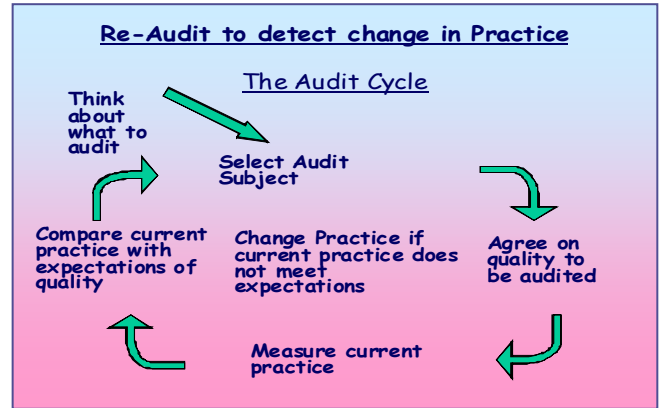 Re-Audit to detect change in Practice
The Audit Cycle
Think
about
what to
audit
Select Audit
Subject
Compare current
practice with
expectations of
quality
Change Practice if
current practice does
not meet
expectations
Agree on
quality to
be audited
Measure current
practice